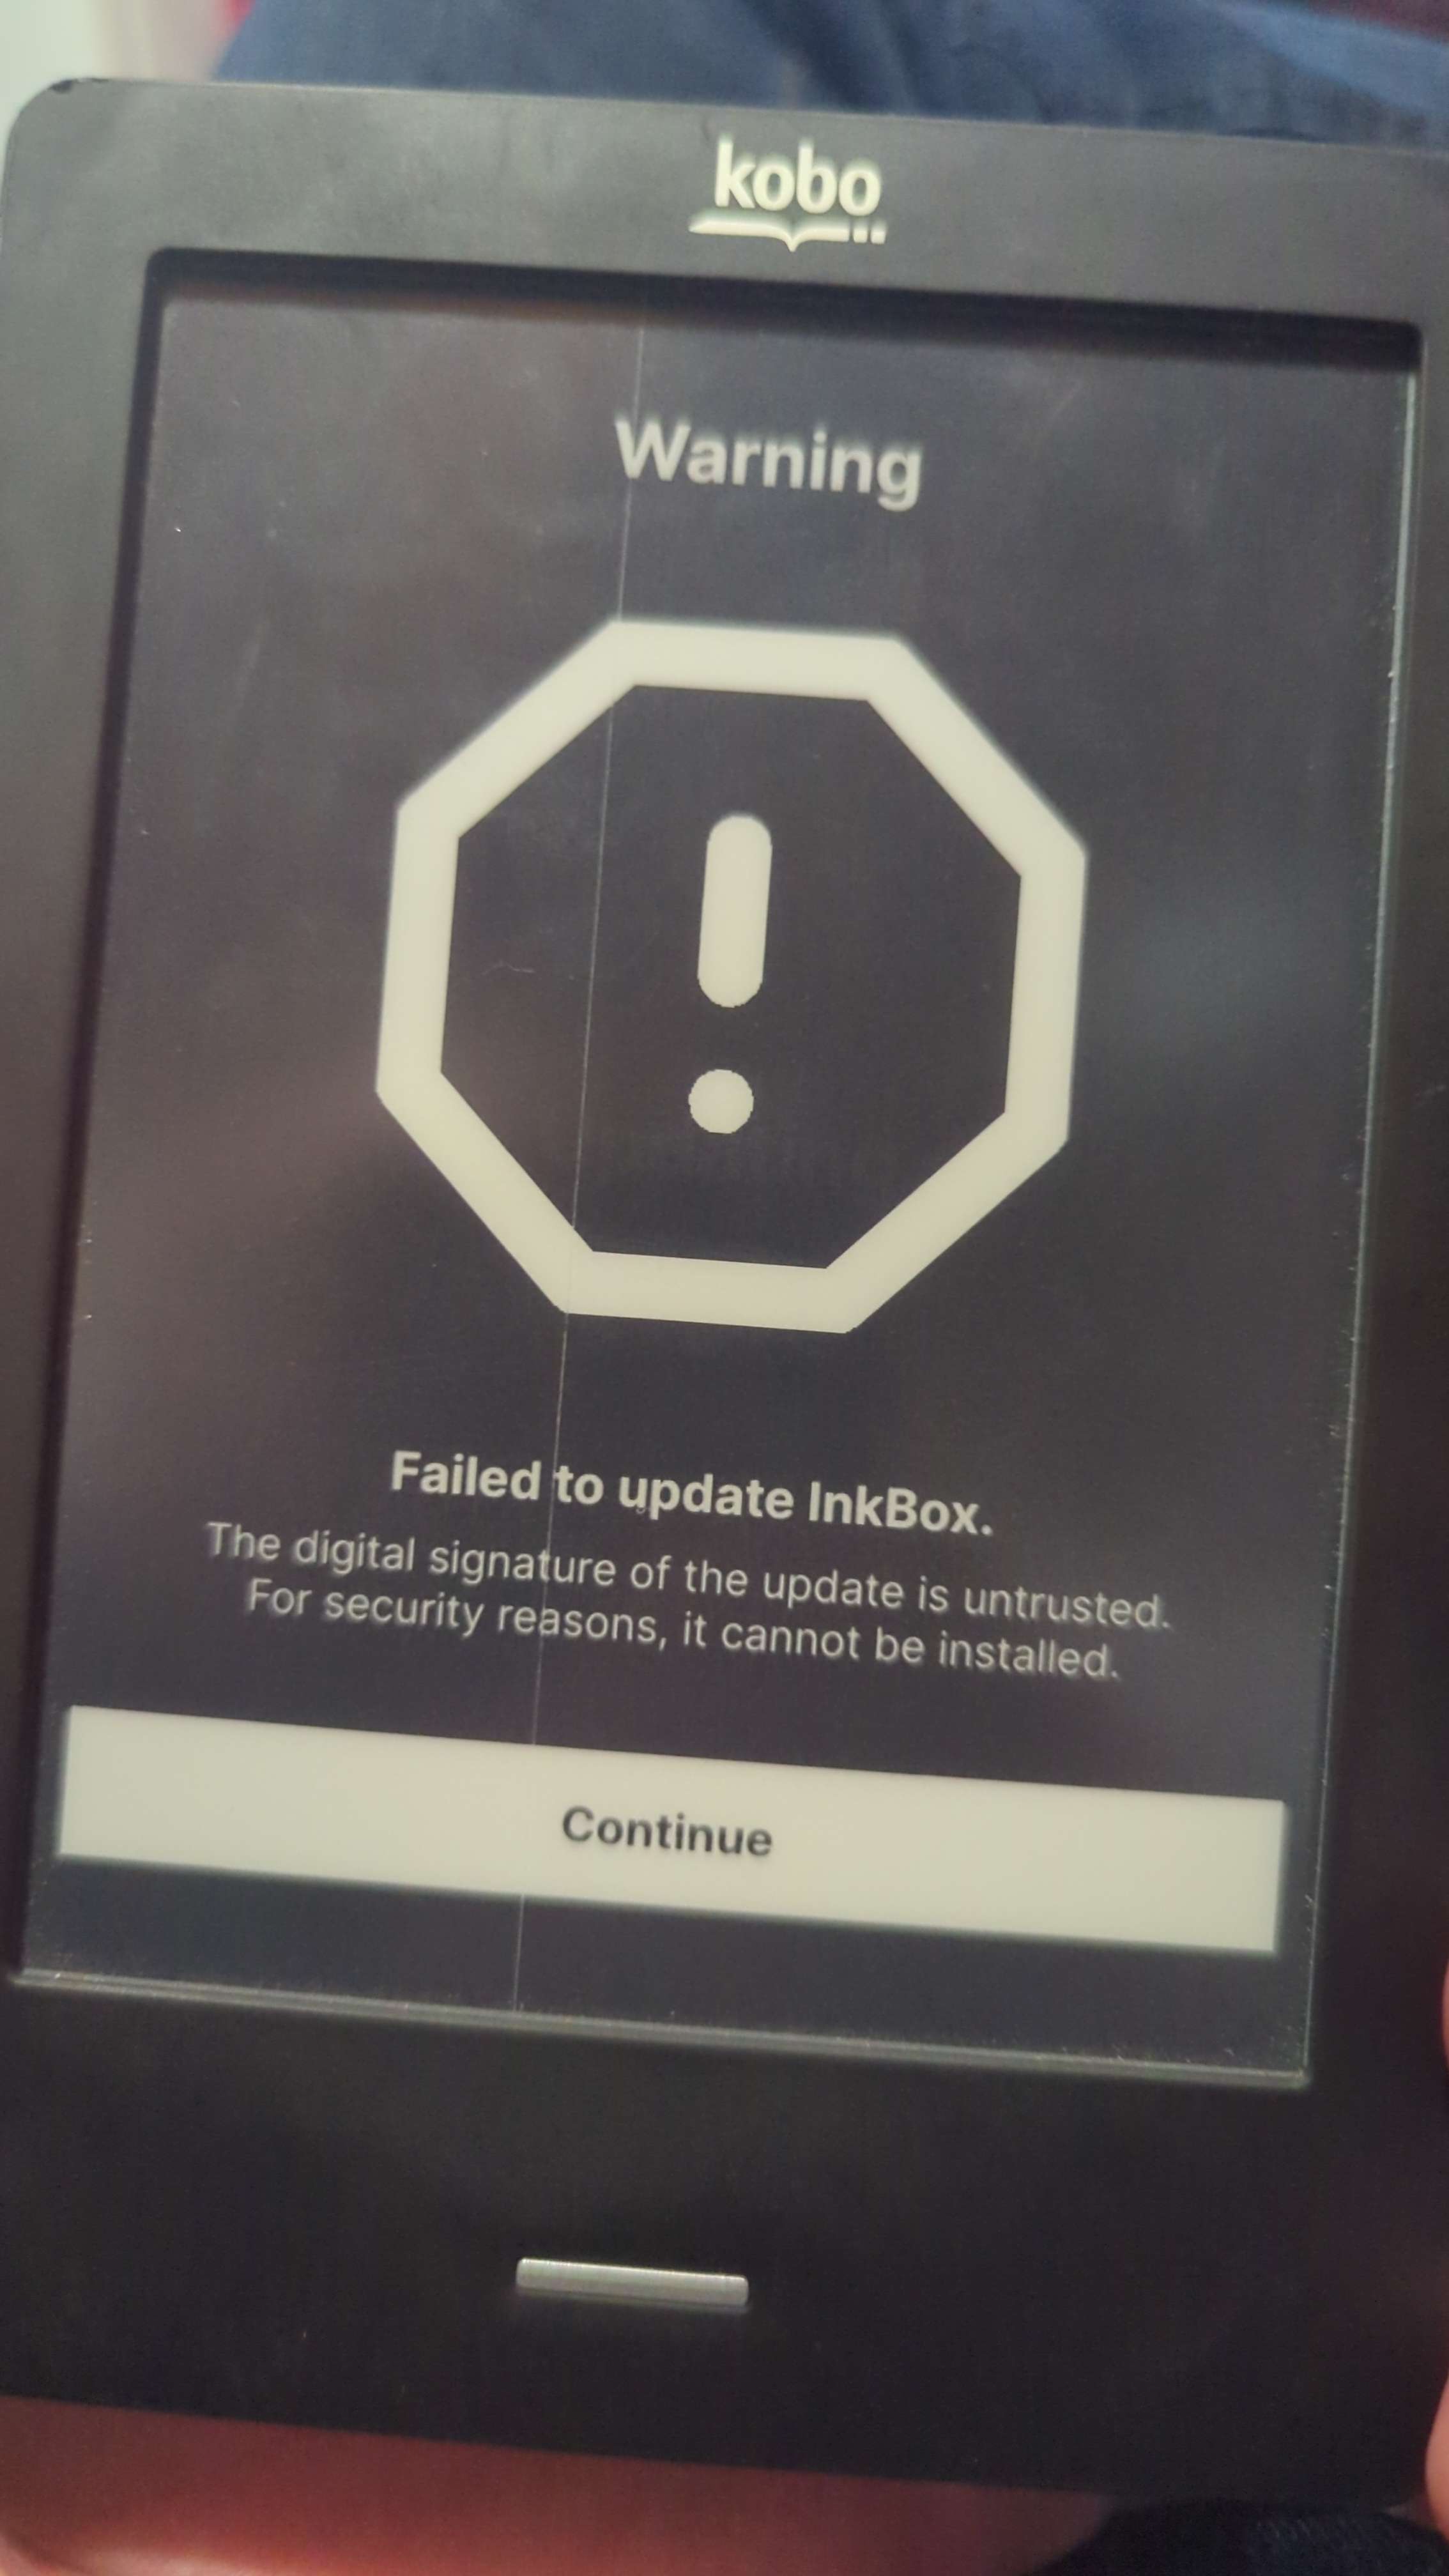 kobo
Warning
Failed to update InkBox.
The digital signature of the update is untrusted.
For security reasons, it cannot be installed.
Continue